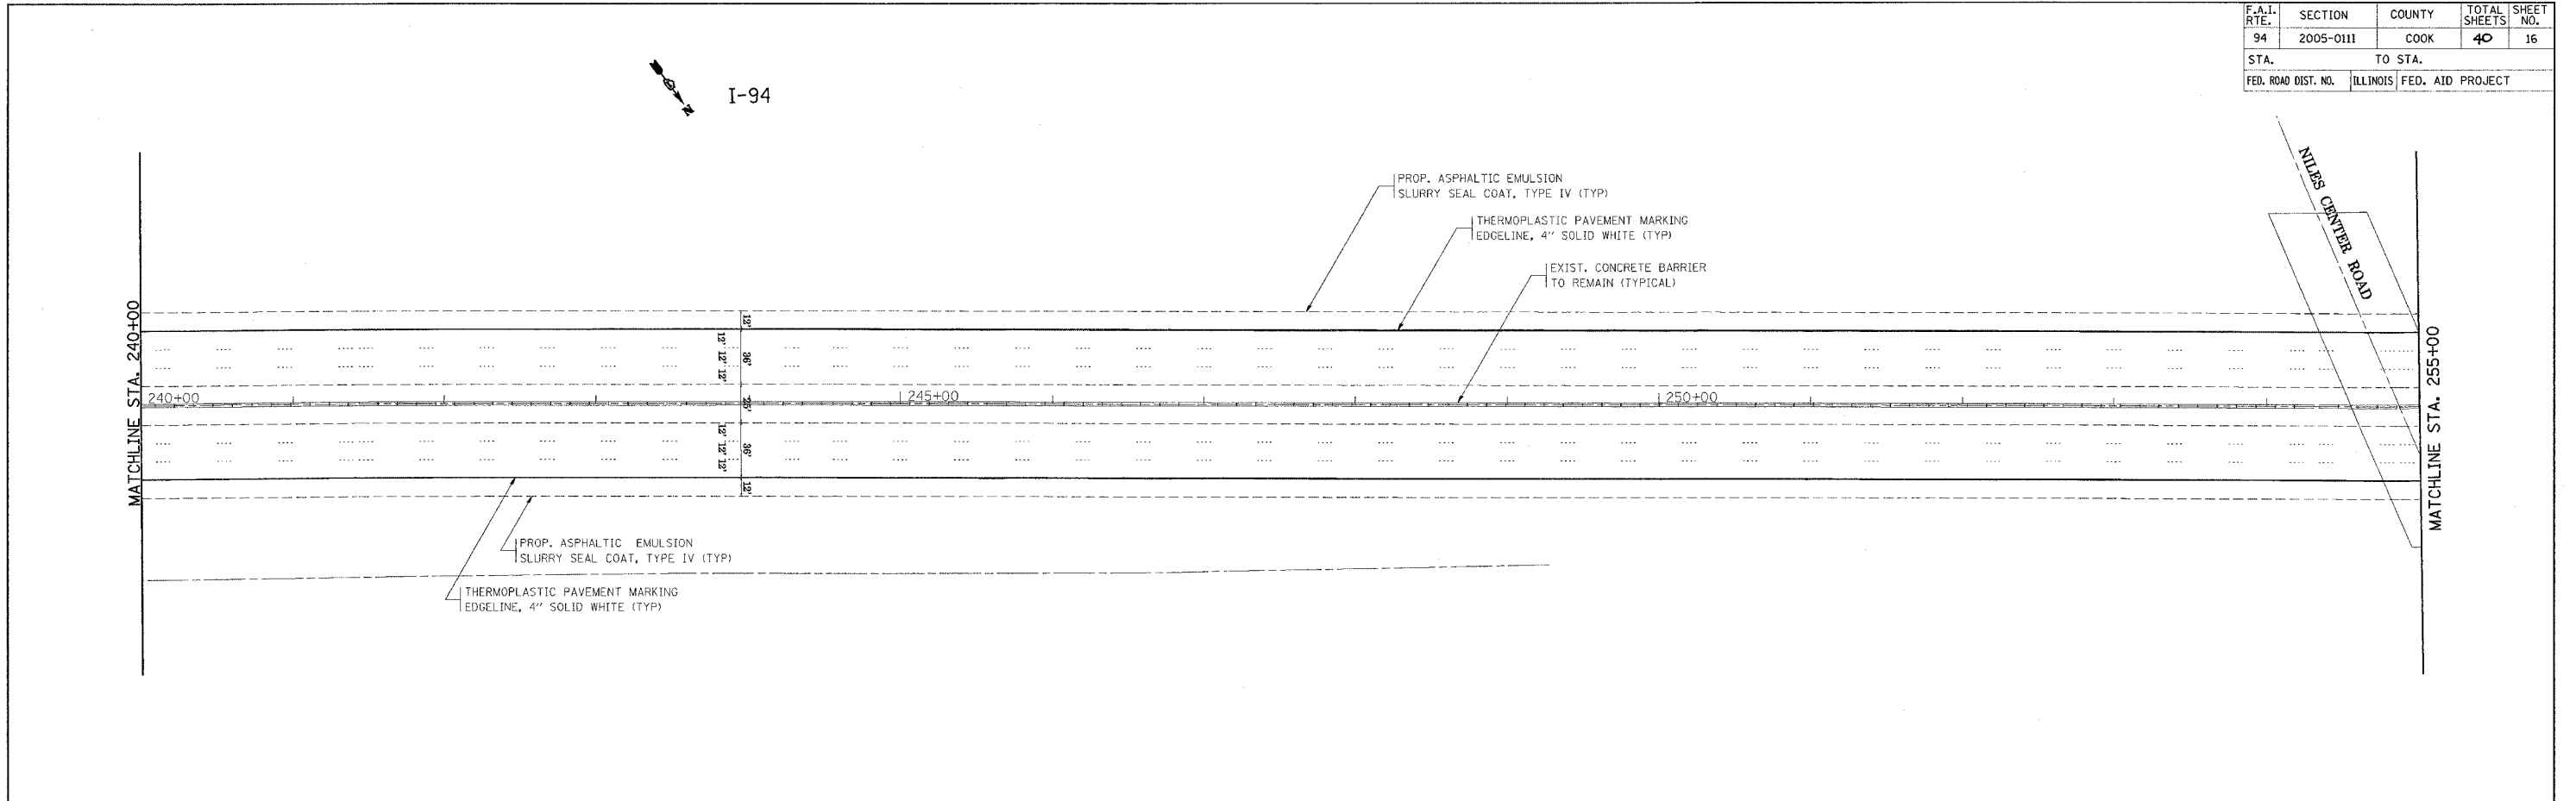 F.A.I. RTE. SECTION COUNTY TOTAL SHEETS SHEET NO.
94 2005-0111 COOK 40 16
STA. TO STA.
FED. ROAD DIST. NO. ILLINOIS FED. AID PROJECT
N
I-94
NILES CENTER ROAD
PROP. ASPHALTIC EMULSION
SLURRY SEAL COAT, TYPE IV (TYP)
THERMOPLASTIC PAVEMENT MARKING
EDGELINE, 4" SOLID WHITE (TYP)
EXIST. CONCRETE BARRIER
TO REMAIN (TYPICAL)
MATCHLINE STA. 240+00
12'
12' 12' 12'
36'
240+00
25'
245+00
250+00
12' 12' 12'
36'
12'
MATCHLINE STA. 255+00
PROP. ASPHALTIC EMULSION
SLURRY SEAL COAT, TYPE IV (TYP)
THERMOPLASTIC PAVEMENT MARKING
EDGELINE, 4" SOLID WHITE (TYP)